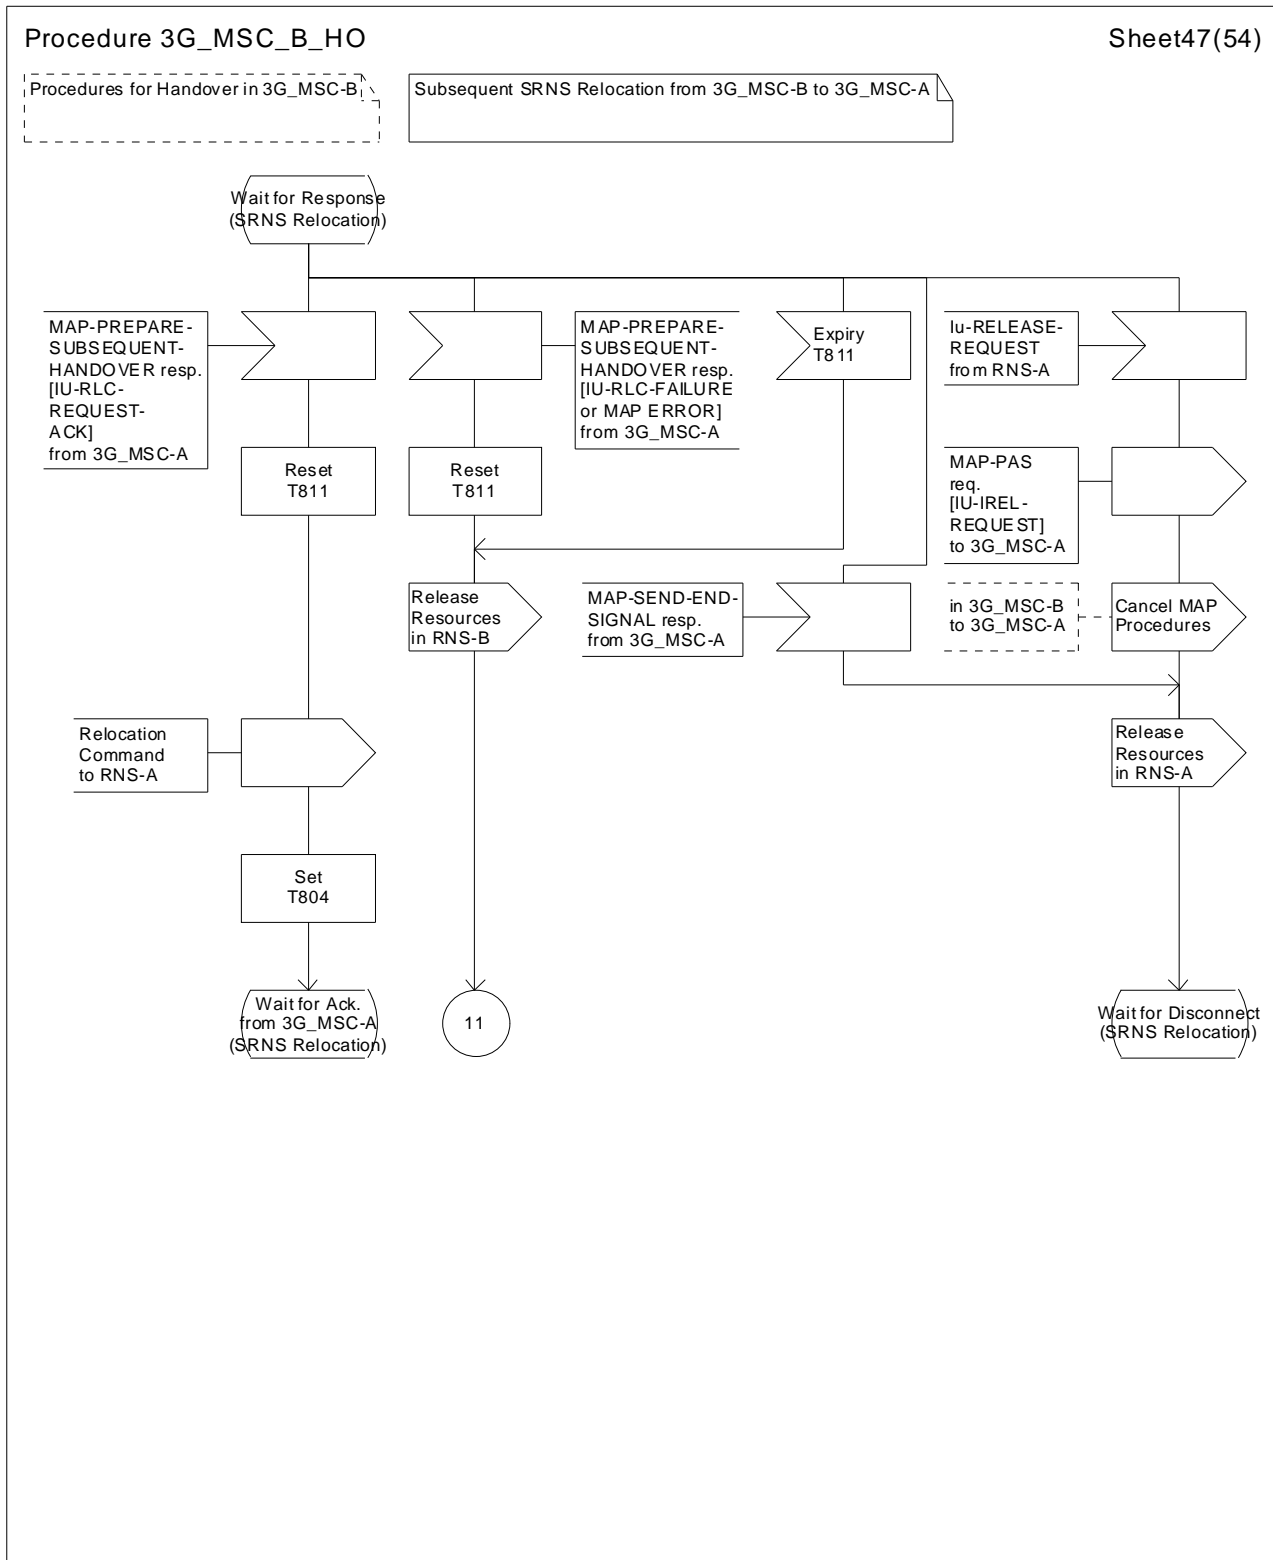 Procedure 3G_MSC_B_HO
Sheet47(54)
Procedures for Handover in 3G_MSC-B
Subsequent SRNS Relocation from 3G_MSC-B to 3G_MSC-A
Wait for Response
(SRNS Relocation)
MAP-PREPARE-
SUBSEQUENT-
HANDOVER resp.
[IU-RLC-
REQUEST-
ACK]
from 3G_MSC-A
MAP-PREPARE-
SUBSEQUENT-
HANDOVER resp.
[IU-RLC-FAILURE
or MAP ERROR]
from 3G_MSC-A
Expiry
T811
Iu-RELEASE-
REQUEST
from RNS-A
Reset
T811
Reset
T811
MAP-PAS
req.
[IU-IREL-
REQUEST]
to 3G_MSC-A
Release
Resources
in RNS-B
MAP-SEND-END-
SIGNAL resp.
from 3G_MSC-A
in 3G_MSC-B
to 3G_MSC-A
Cancel MAP
Procedures
Relocation
Command
to RNS-A
Release
Resources
in RNS-A
Set
T804
Wait for Ack.
from 3G_MSC-A
(SRNS Relocation)
11
Wait for Disconnect
(SRNS Relocation)